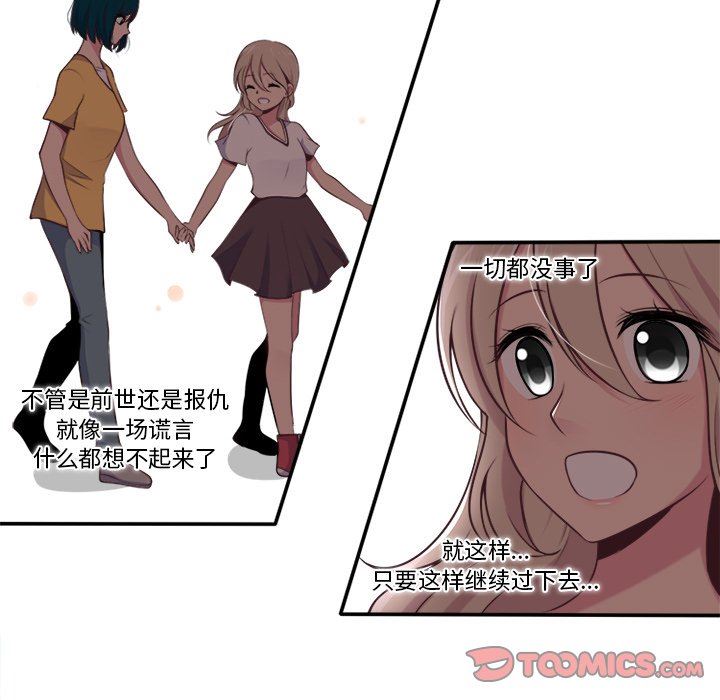 不管是前世还是报仇
就像一场谎言
什么都想不起来了
一切都没事了
就这样...
只要这样继续过下去...
TOOMICS.COM